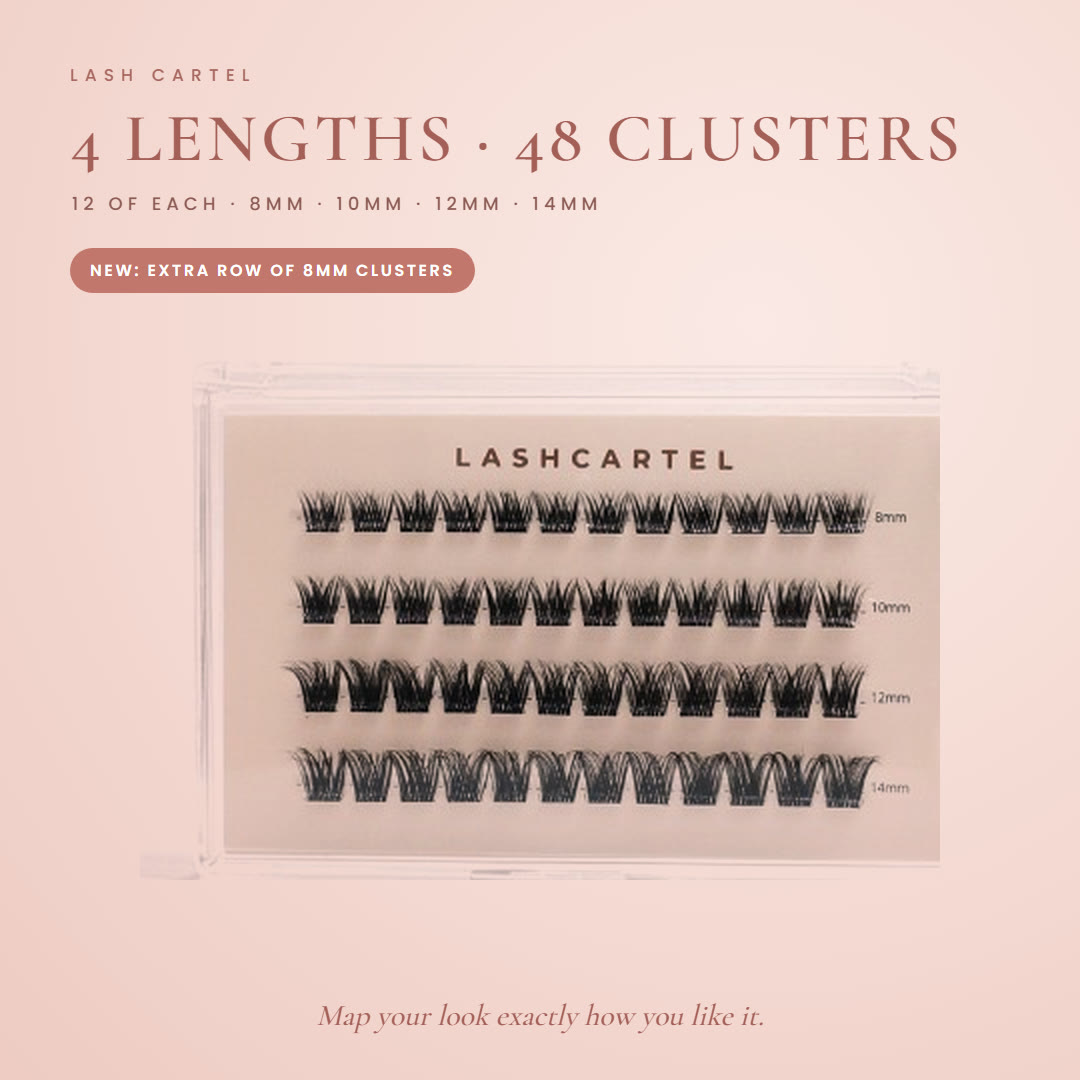 LASH CARTEL
4 LENGTHS · 48 CLUSTERS
12 OF EACH · 8MM · 10MM · 12MM · 14MM
NEW: EXTRA ROW OF 8MM CLUSTERS
LASHCARTEL
8mm
10mm
12mm
14mm
Map your look exactly how you like it.